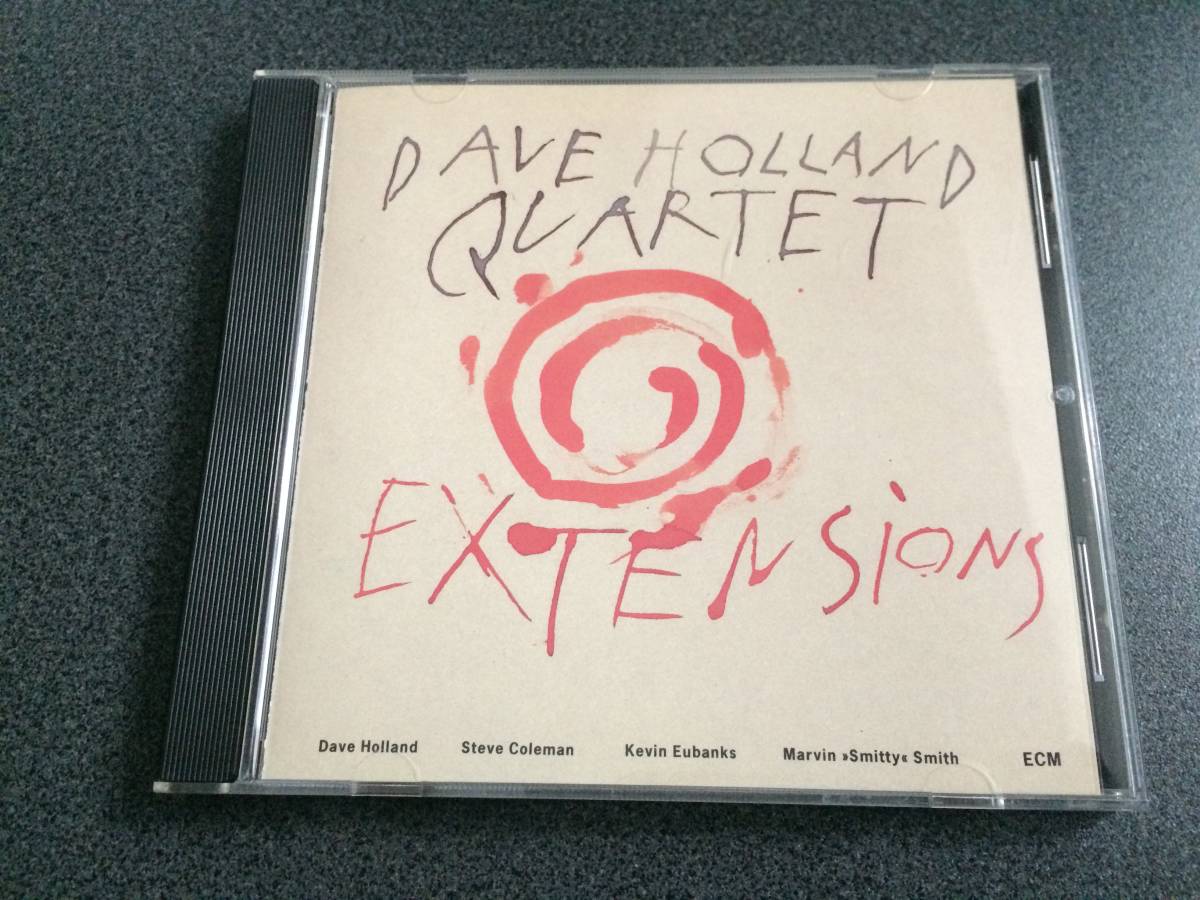 DAVE HOLLAND
QUARTET
EXTENSiONS
Dave Holland Steve Coleman Kevin Eubanks Marvin »Smitty« Smith ECM